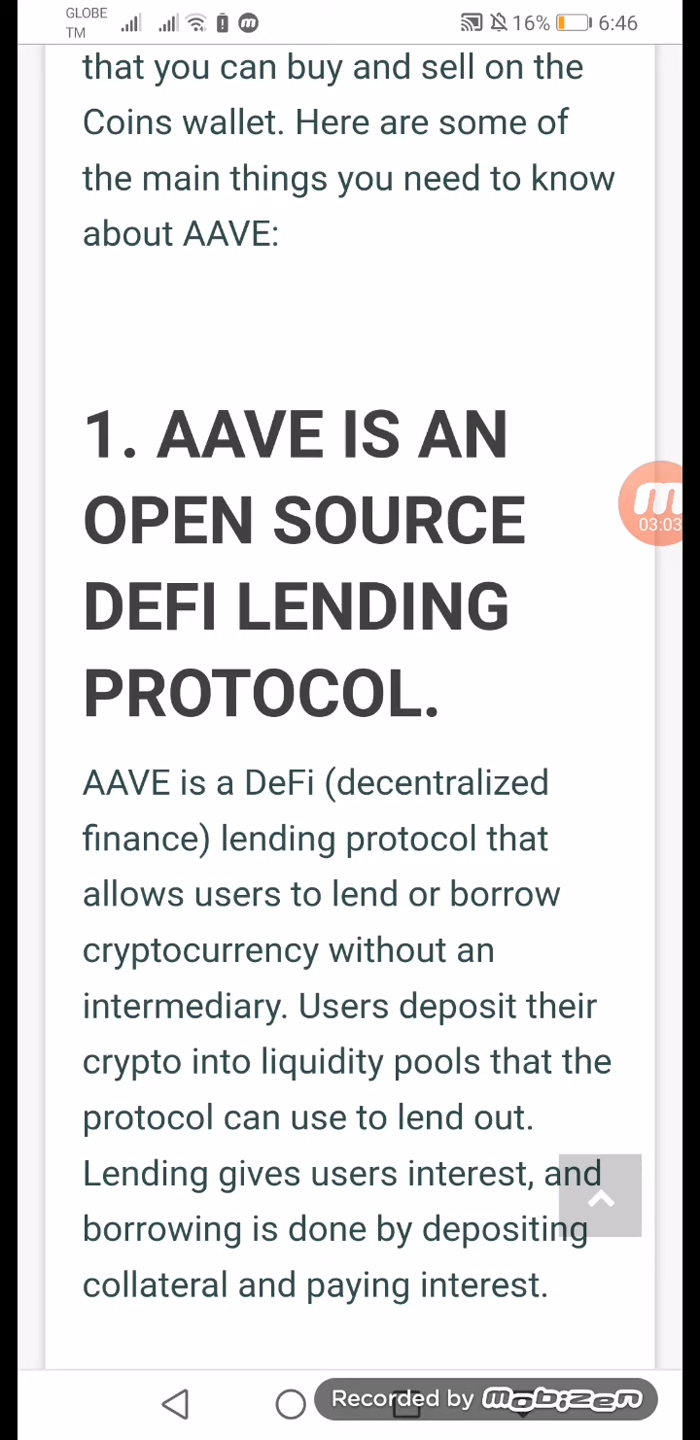 GLOBE
TM
16% 6:46
that you can buy and sell on the
Coins wallet. Here are some of
the main things you need to know
about AAVE:
1. AAVE IS AN
OPEN SOURCE
DEFI LENDING
PROTOCOL.
03:03
AAVE is a DeFi (decentralized
finance) lending protocol that
allows users to lend or borrow
cryptocurrency without an
intermediary. Users deposit their
crypto into liquidity pools that the
protocol can use to lend out.
Lending gives users interest, and
borrowing is done by depositing
collateral and paying interest.
Recorded by mobizen